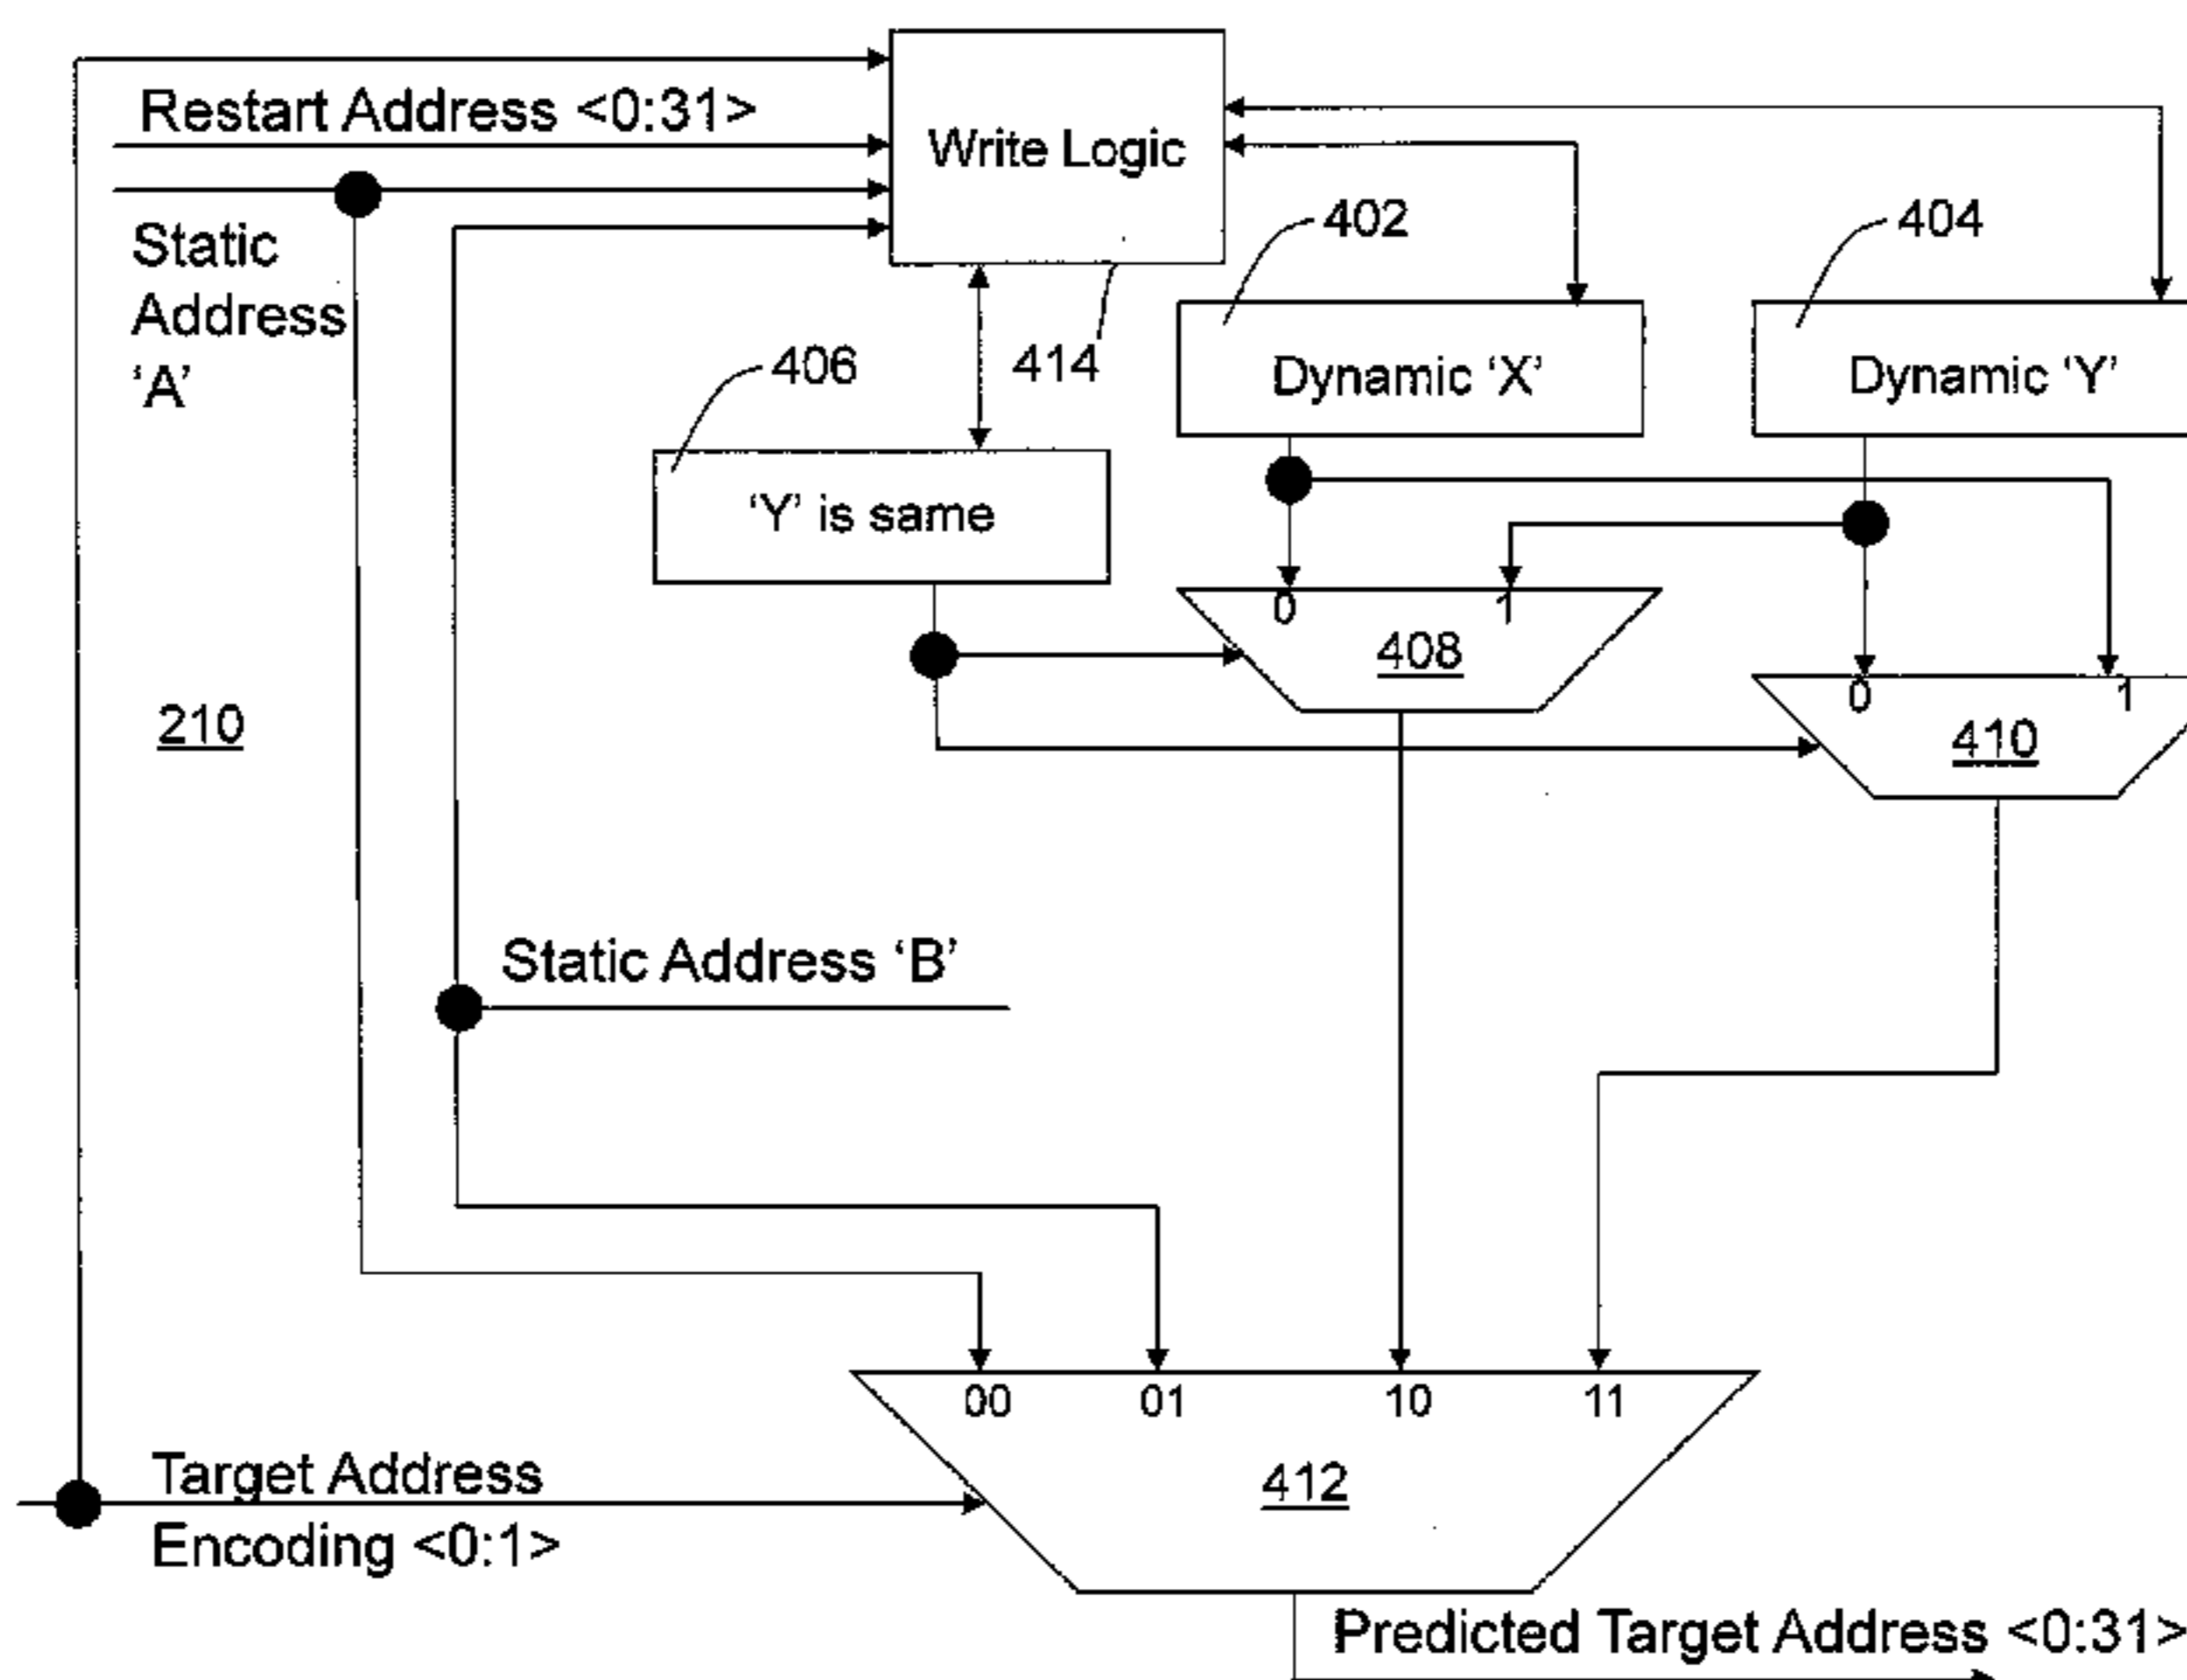 Restart Address <0:31>
Write Logic
Static
Address
'A'
402
404
406
414
Dynamic 'X'
Dynamic 'Y'
'Y' is same
0
1
408
0
1
410
210
Static Address 'B'
00
01
10
11
412
Target Address
Encoding <0:1>
Predicted Target Address <0:31>